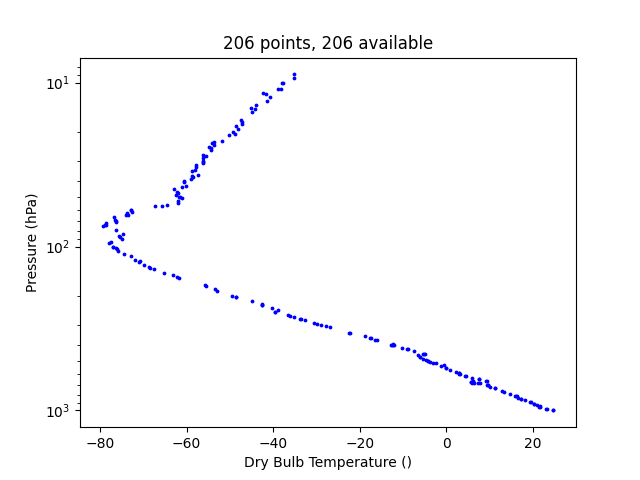 206 points, 206 available
10¹
10²
10³
Pressure (hPa)
−80 −60 −40 −20 0 20
Dry Bulb Temperature ()